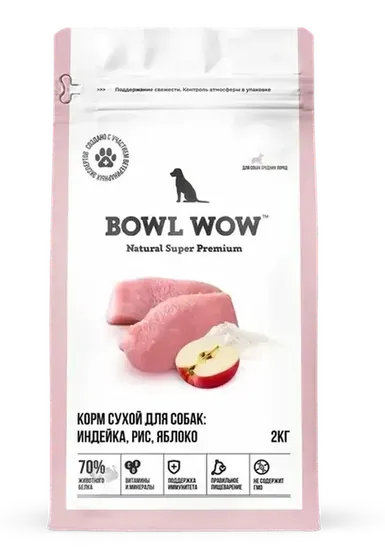 Поддержание свежести. Контроль атмосферы в упаковке
СОЗДАНО С УЧАСТИЕМ ВЕТЕРИНАРНЫХ ЭКСПЕРТОВ
ДЛЯ СОБАК СРЕДНИХ ПОРОД
BOWL WOW™
Natural Super Premium
КОРМ СУХОЙ ДЛЯ СОБАК:
ИНДЕЙКА, РИС, ЯБЛОКО 2КГ
70%
ЖИВОТНОГО
БЕЛКА
ВИТАМИНЫ
И МИНЕРАЛЫ
ПОДДЕРЖКА
ИММУНИТЕТА
ПРАВИЛЬНОЕ
ПИЩЕВАРЕНИЕ
НЕ СОДЕРЖИТ
ГМО